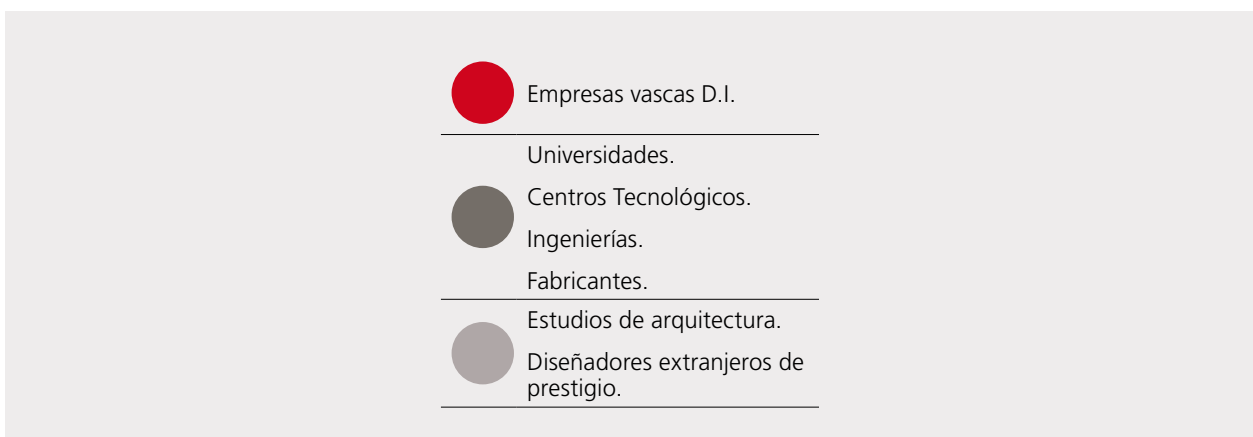 Empresas vascas D.I.
Universidades.
Centros Tecnológicos.
Ingenierías.
Fabricantes.
Estudios de arquitectura.
Diseñadores extranjeros de
prestigio.